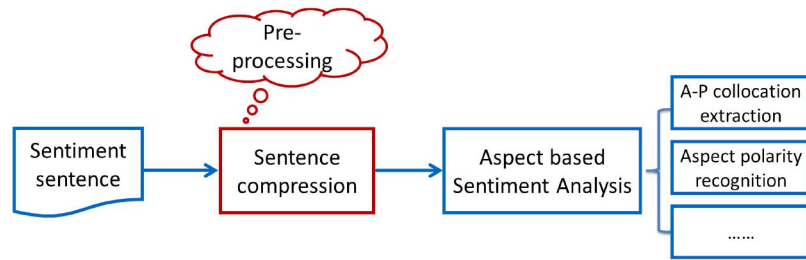 Pre-
processing
Sentiment
sentence
Sentence
compression
Aspect based
Sentiment Analysis
A-P collocation
extraction
Aspect polarity
recognition
......